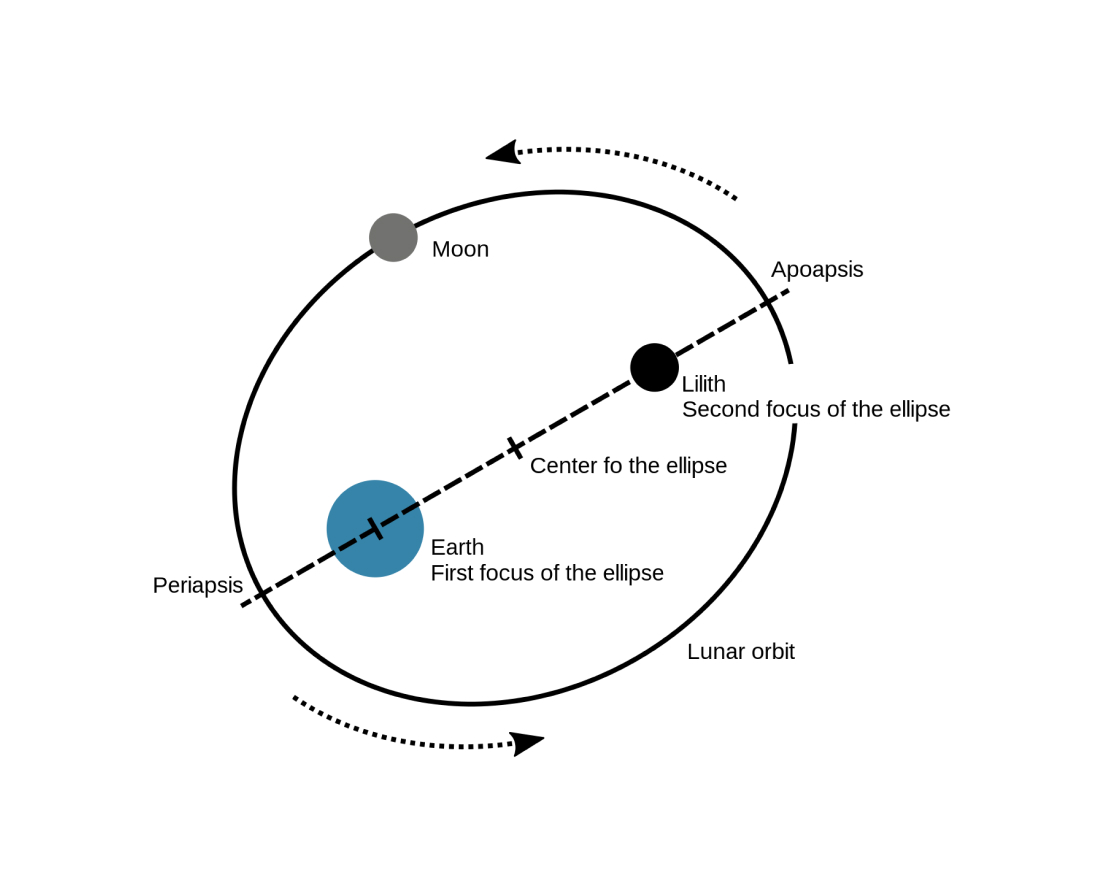 Moon
Apoapsis
Lilith
Second focus of the ellipse
Center fo the ellipse
Earth
First focus of the ellipse
Periapsis
Lunar orbit